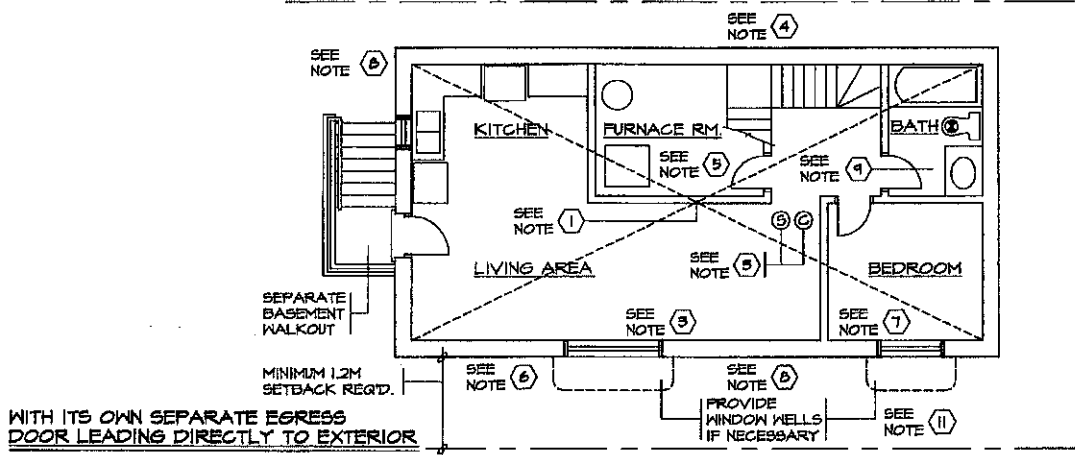 SEE
NOTE 4
SEE
NOTE 8
KITCHEN
FURNACE RM.
BATH
SEE
NOTE 5
SEE
NOTE 9
SEE
NOTE 1
S C
SEE
NOTE
LIVING AREA
BEDROOM
SEPARATE
BASEMENT
WALKOUT
SEE
NOTE
SEE
NOTE 7
MINIMUM 1.2M
SETBACK REQ'D.
SEE
NOTE 6
SEE
NOTE 8
PROVIDE
WINDOW WELLS
IF NECESSARY
SEE
NOTE 11
WITH ITS OWN SEPARATE EGRESS
DOOR LEADING DIRECTLY TO EXTERIOR